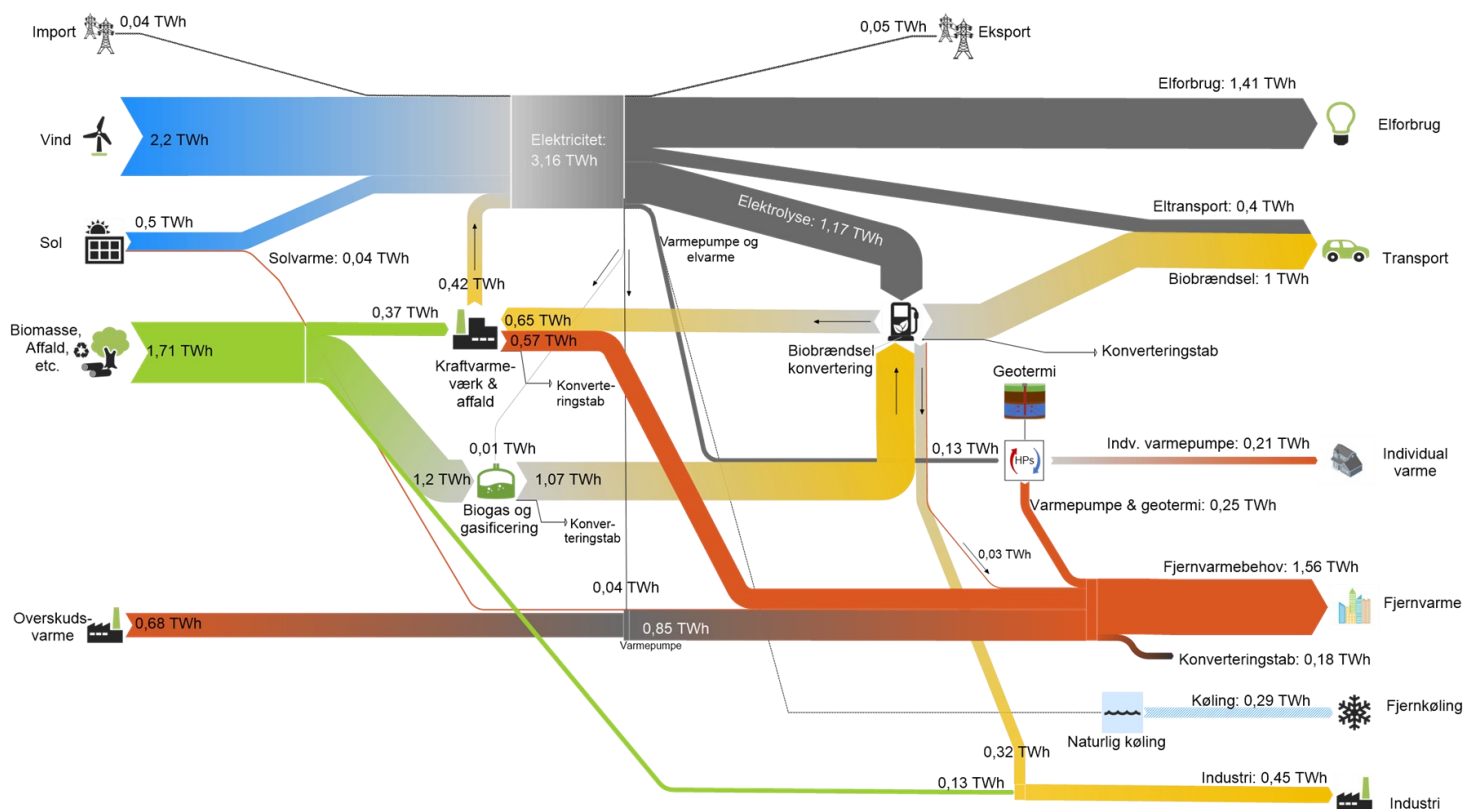 Import
0,04 TWh
0,05 TWh
Eksport
Elforbrug: 1,41 TWh
Vind
2,2 TWh
Elektricitet:
3,16 TWh
Elforbrug
Sol
0,5 TWh
Solvarme: 0,04 TWh
Elektrolyse: 1,17 TWh
Varmepumpe og
elvarme
Eltransport: 0,4 TWh
Transport
Biobrændsel: 1 TWh
0,42 TWh
Biomasse,
Affald,
etc.
1,71 TWh
0,37 TWh
0,65 TWh
0,57 TWh
Kraftvarme-
værk &
affald
Konverte-
ringstab
Biobrændsel
konvertering
Konverteringstab
Geotermi
0,01 TWh
1,2 TWh
1,07 TWh
Biogas og
gasificering
Konver-
teringstab
0,13 TWh
HPs
Indv. varmepumpe: 0,21 TWh
Individual
varme
Varmepumpe & geotermi: 0,25 TWh
0,03 TWh
0,04 TWh
Fjernvarmebehov: 1,56 TWh
Fjernvarme
Overskuds-
varme
0,68 TWh
0,85 TWh
Varmepumpe
Konverteringstab: 0,18 TWh
Køling: 0,29 TWh
Fjernkøling
Naturlig køling
0,32 TWh
0,13 TWh
Industri: 0,45 TWh
Industri